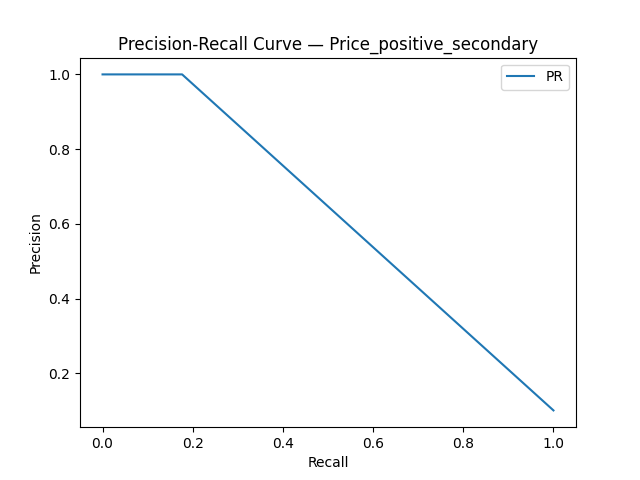 Precision-Recall Curve — Price_positive_secondary
PR
1.0
0.8
0.6
0.4
0.2
Precision
0.0 0.2 0.4 0.6 0.8 1.0
Recall